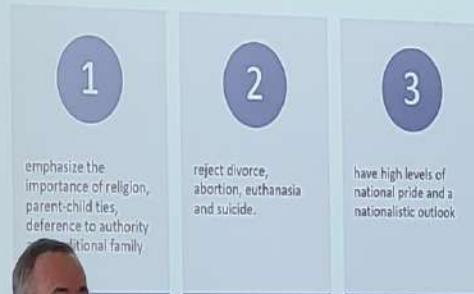 1
emphasize the
importance of religion,
parent-child ties,
deference to authority
family
2
reject divorce,
abortion, euthanasia
and suicide.
3
have high levels of
national pride and a
nationalistic outlook